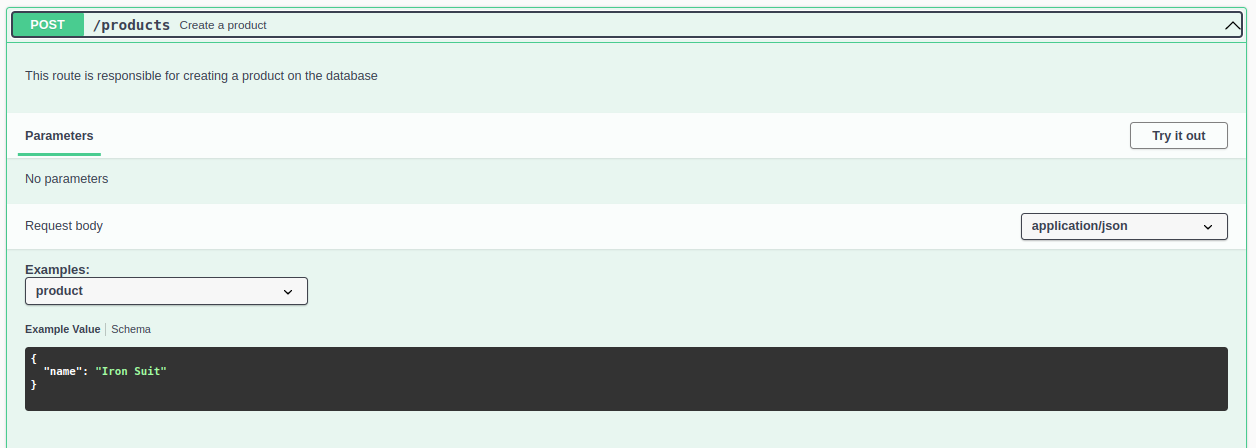 POST /products Create a product
This route is responsible for creating a product on the database
Parameters Try it out
No parameters
Request body application/json
Examples:
product
Example Value Schema
{
"name": "Iron Suit"
}